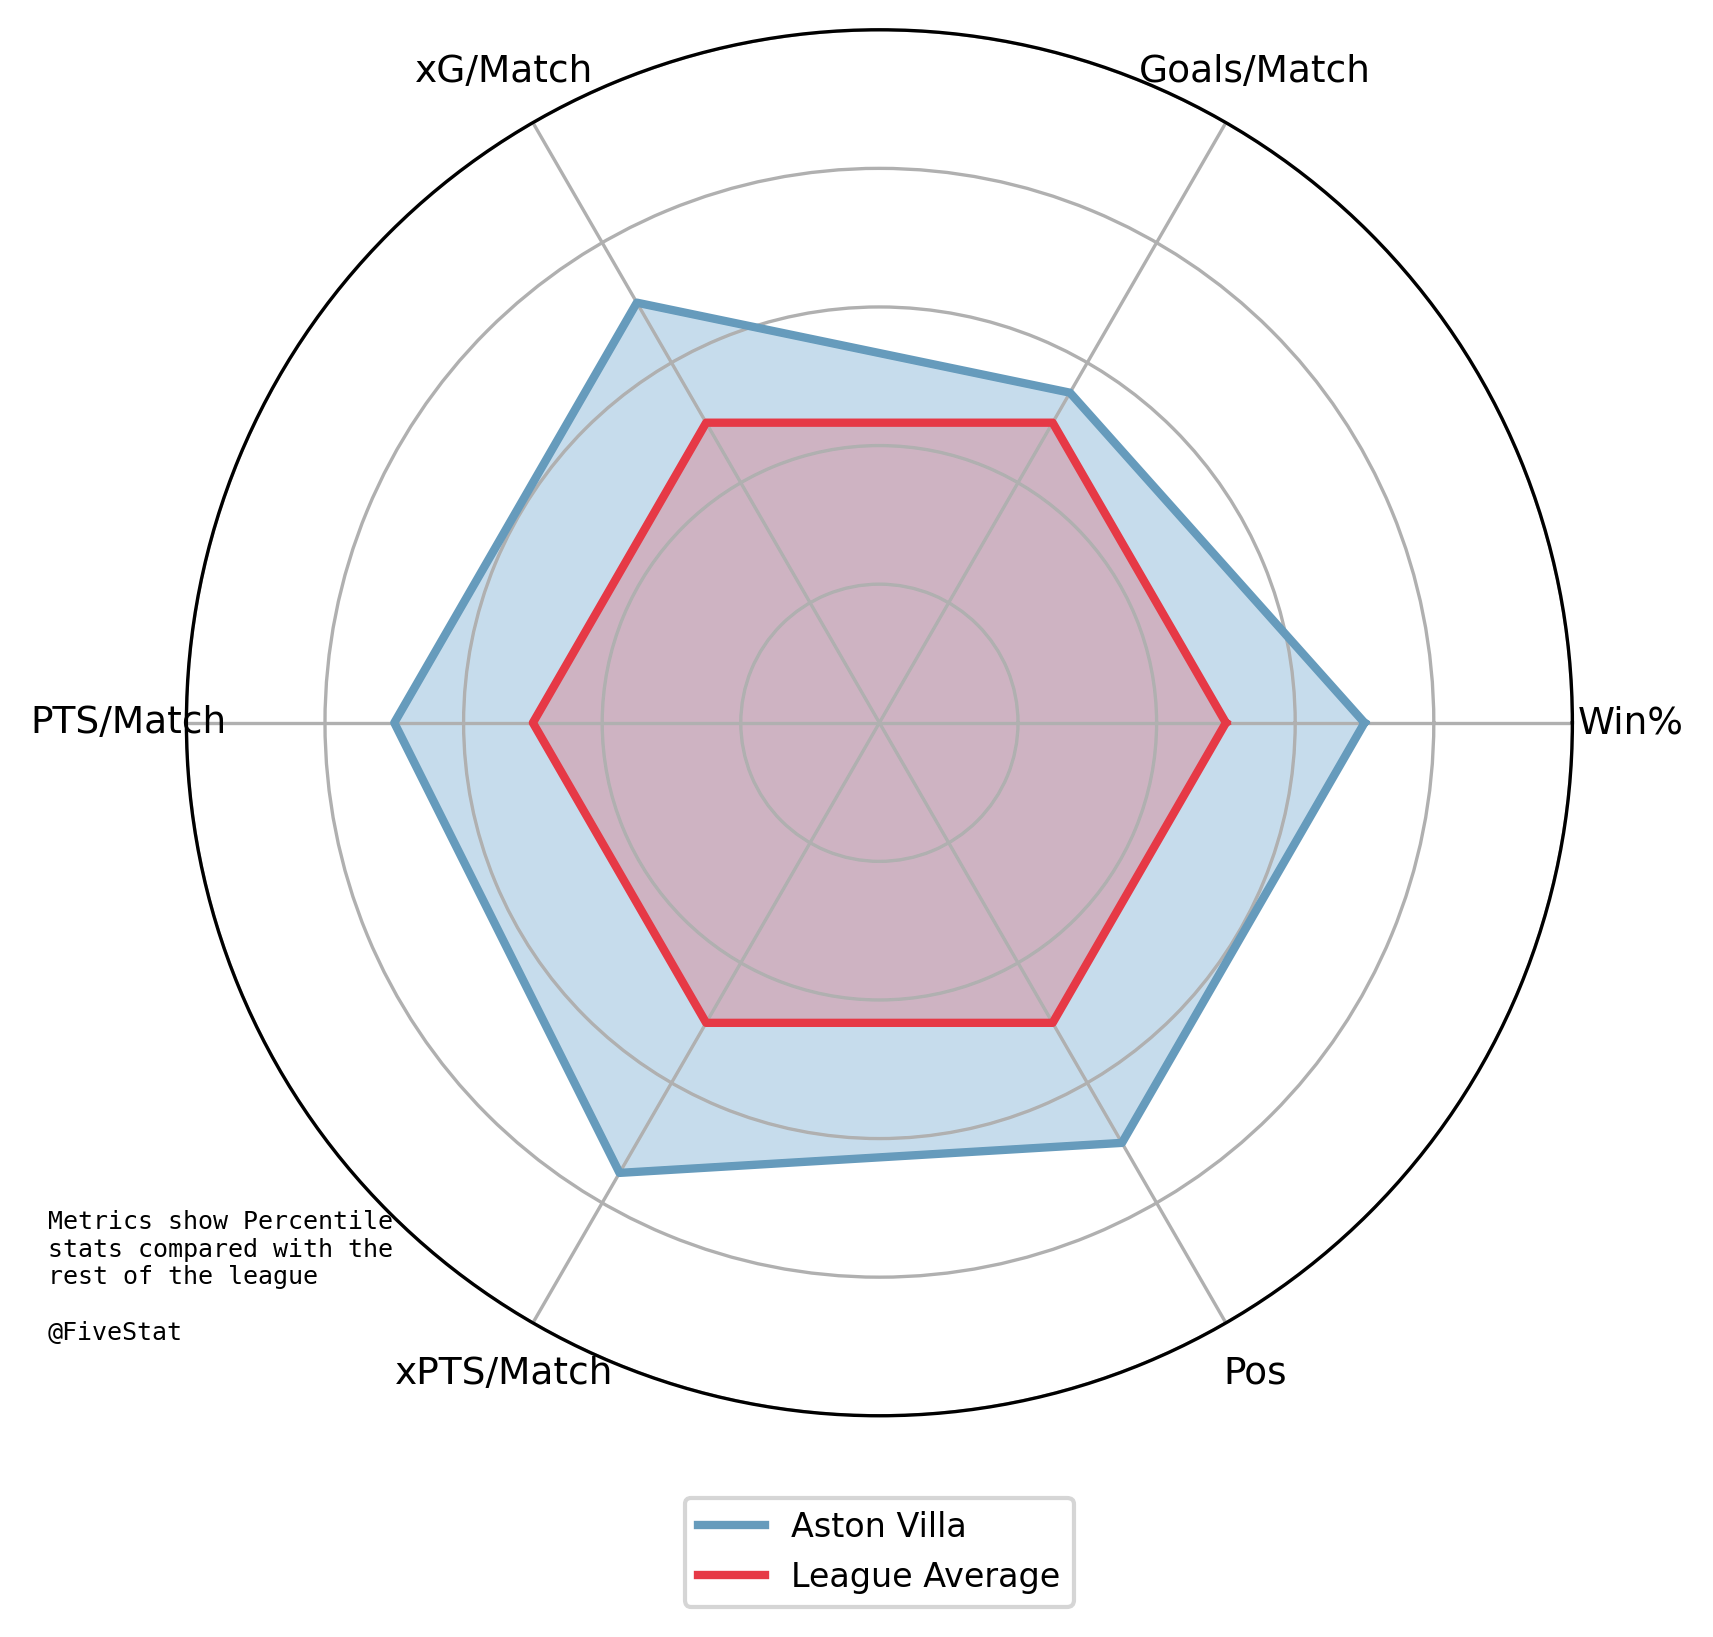 xG/Match
Goals/Match
PTS/Match
Win%
Metrics show Percentile
stats compared with the
rest of the league
@FiveStat
xPTS/Match
Pos
Aston Villa
League Average